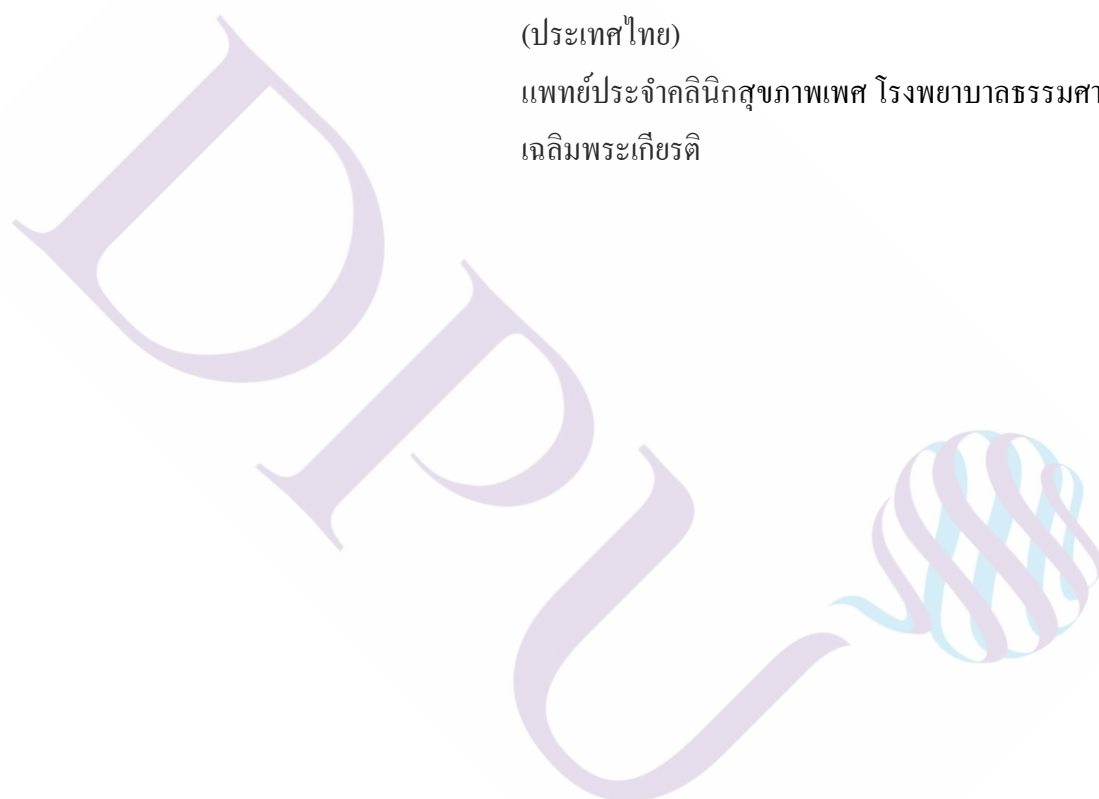 (ประเทศไทย)
แพทย์ประจำคลินิกสุขภาพเพศ โรงพยาบาลธรรมศา
เฉลิมพระเกียรติ
DPU